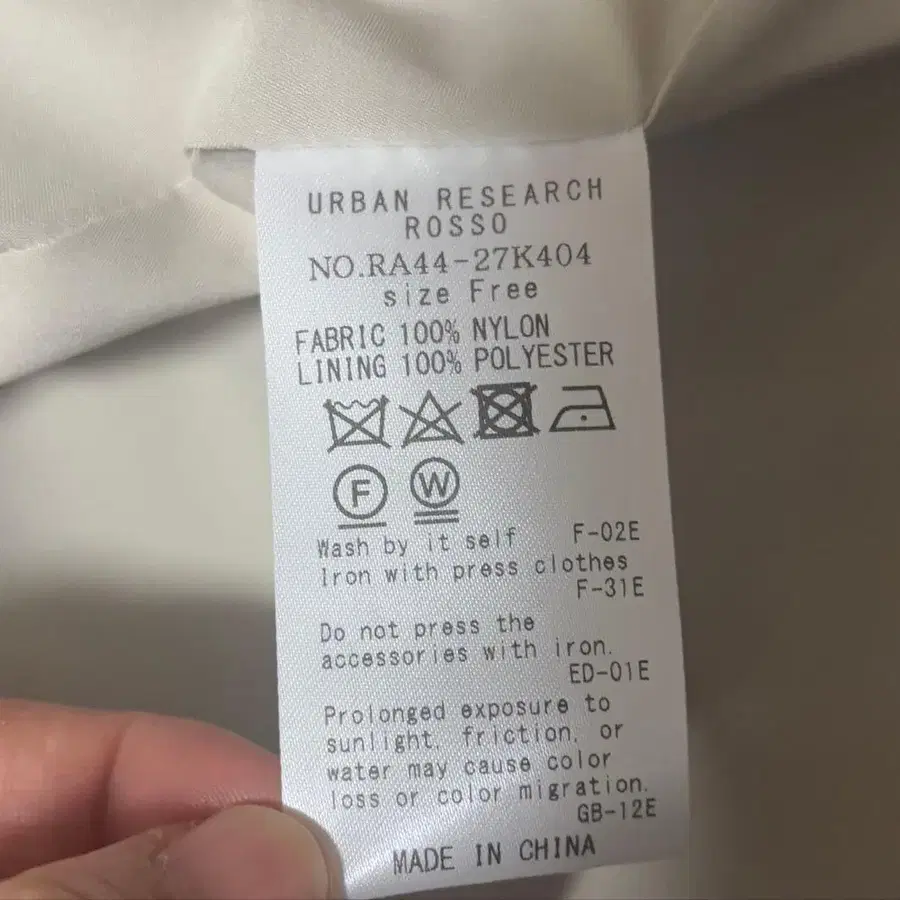 URBAN RESEARCH
ROSSO
NO.RA44-27K404
size Free
FABRIC 100% NYLON
LINING 100% POLYESTER
F W
Wash by it self F-02E
Iron with press clothes
F-31E
Do not press the
accessories with iron.
ED-01E
Prolonged exposure to
sunlight, friction, or
water may cause color
loss or color migration.
GB-12E
MADE IN CHINA